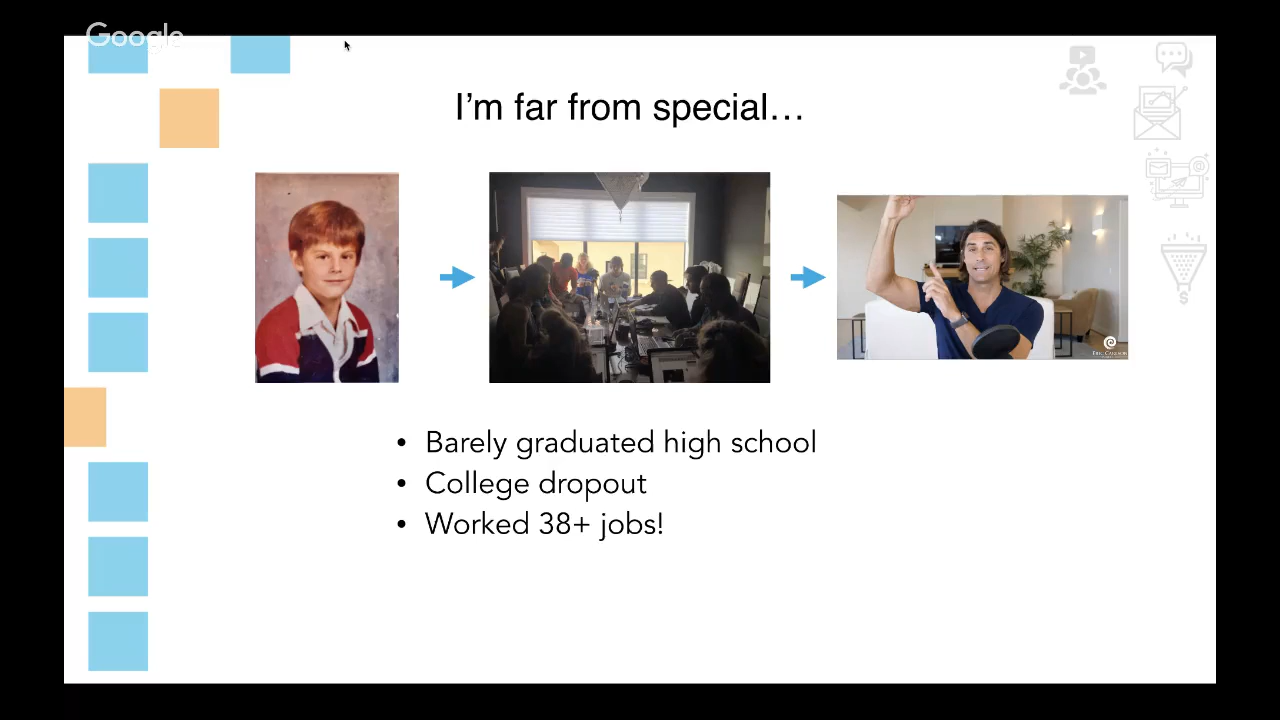 Google
I'm far from special...
• Barely graduated high school
• College dropout
• Worked 38+ jobs!